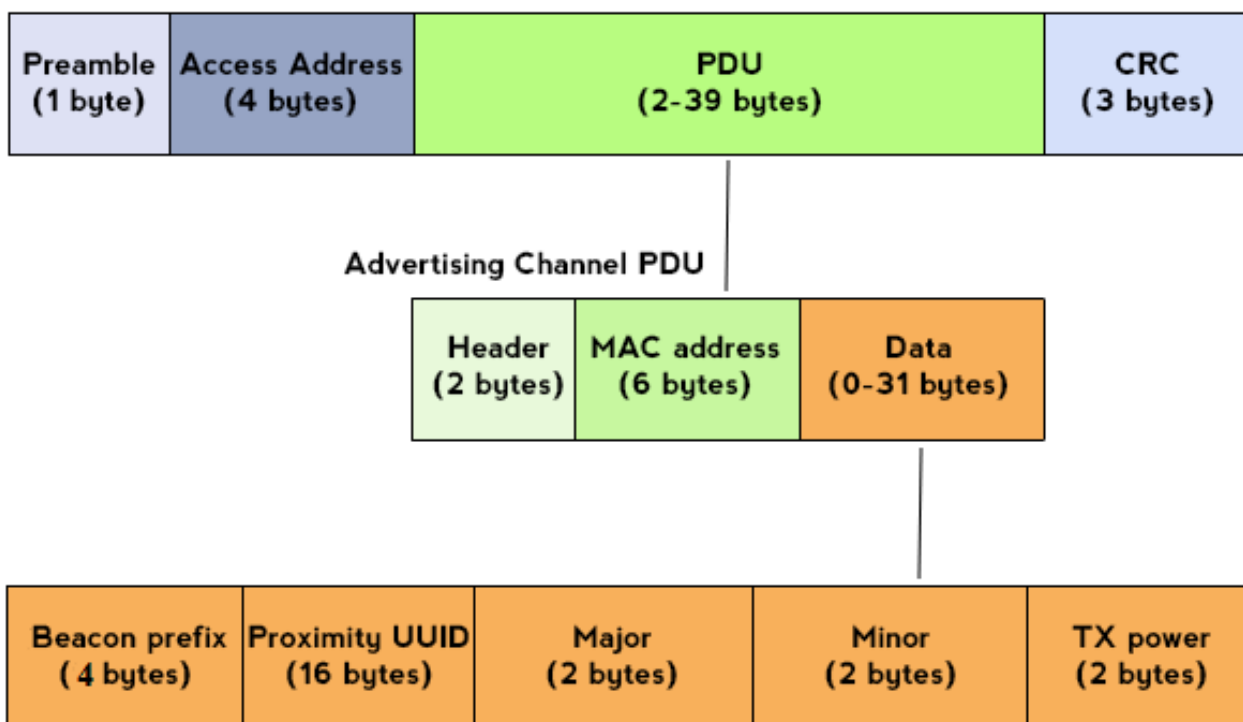 Preamble
(1 byte)
Access Address
(4 bytes)
PDU
(2-39 bytes)
CRC
(3 bytes)
Advertising Channel PDU
Header
(2 bytes)
MAC address
(6 bytes)
Data
(0-31 bytes)
Beacon prefix
(4 bytes)
Proximity UUID
(16 bytes)
Major
(2 bytes)
Minor
(2 bytes)
TX power
(2 bytes)